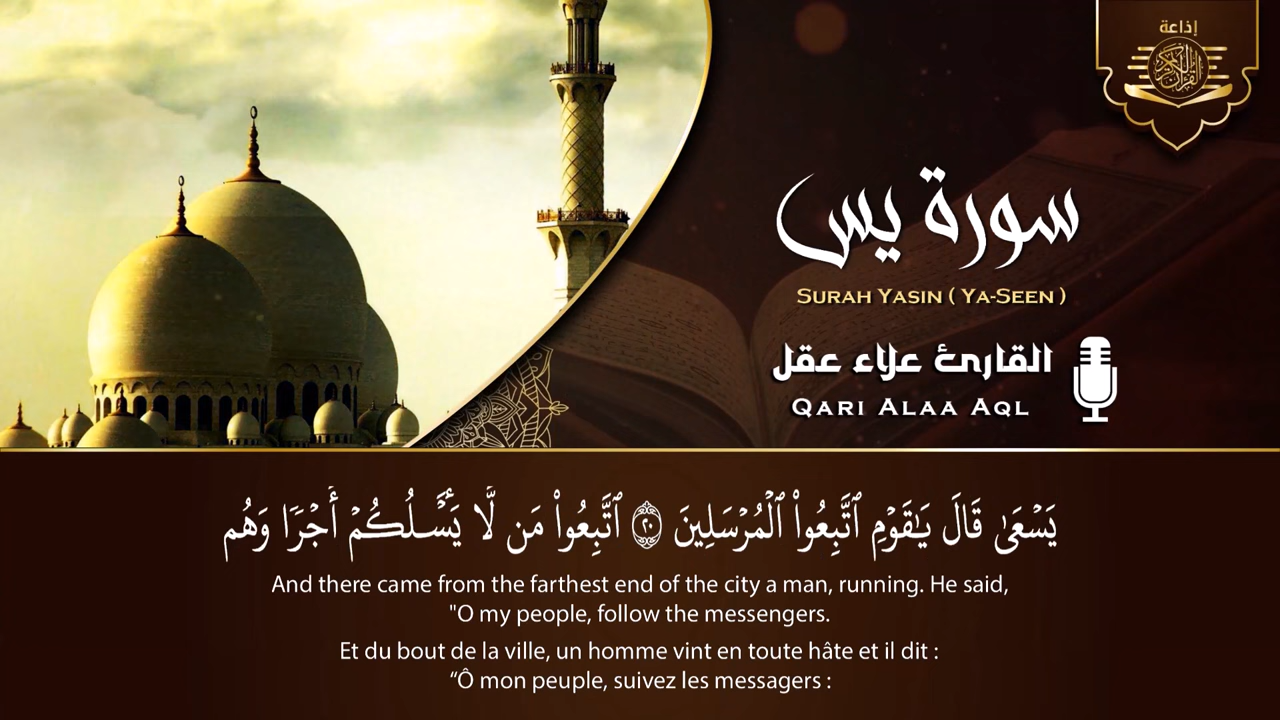 إذاعة
القرآن الكريم
سورة يس
SURAH YASIN ( YA-SEEN )
القارئ علاء عقل
QARI ALAA AQL
يَسْعَىٰ قَالَ يَـٰقَوْمِ ٱتَّبِعُوا۟ ٱلْمُرْسَلِينَ ٢٠ ٱتَّبِعُوا۟ مَن لَّا يَسْـَٔلُكُمْ أَجْرًا وَهُم
And there came from the farthest end of the city a man, running. He said,
"O my people, follow the messengers.
Et du bout de la ville, un homme vint en toute hâte et il dit :
“Ô mon peuple, suivez les messagers :